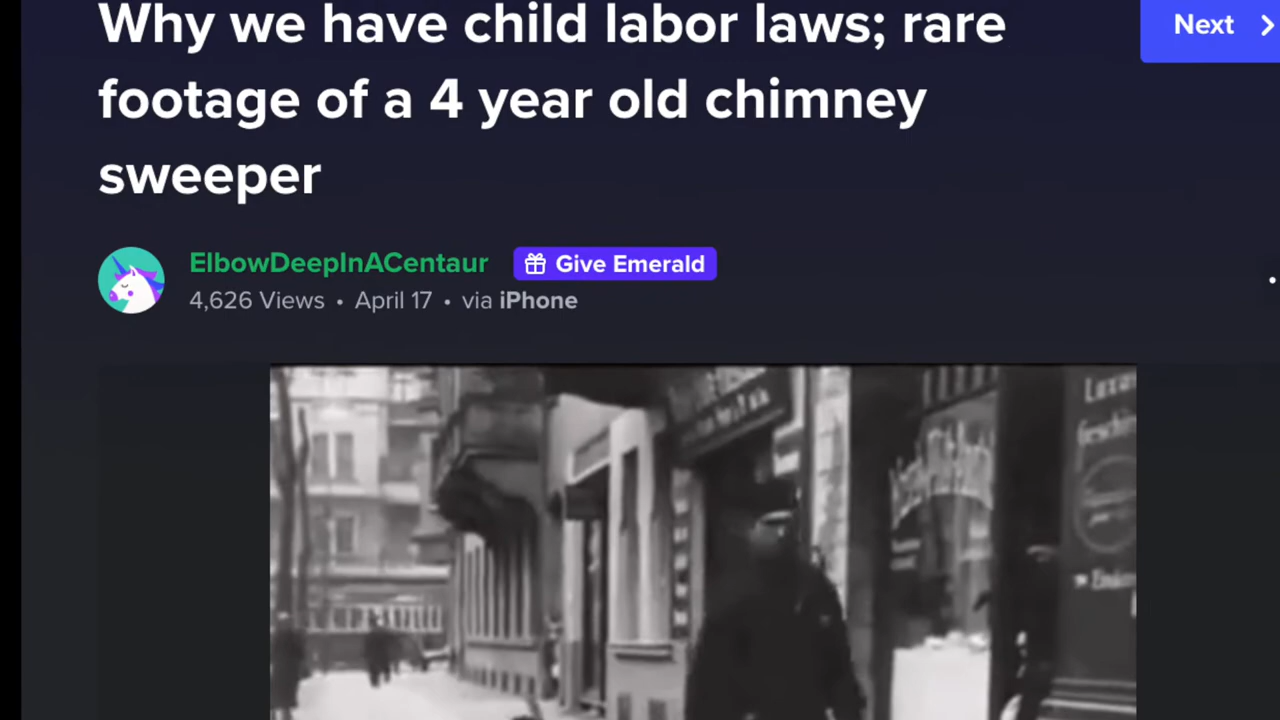 Why we have child labor laws; rare
footage of a 4 year old chimney
sweeper
Next
ElbowDeepInACentaur
Give Emerald
4,626 Views • April 17 • via iPhone